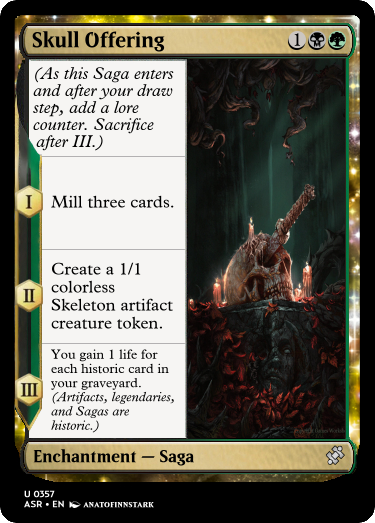 Skull Offering 1
(As this Saga enters
and after your draw
step, add a lore
counter. Sacrifice
after III.)
I
Mill three cards.
II
Create a 1/1
colorless
Skeleton artifact
creature token.
III
You gain 1 life for
each historic card in
your graveyard.
(Artifacts, legendaries,
and Sagas are
historic.)
Enchantment — Saga
U 0357
ASR • EN ANATOFINNSTARK